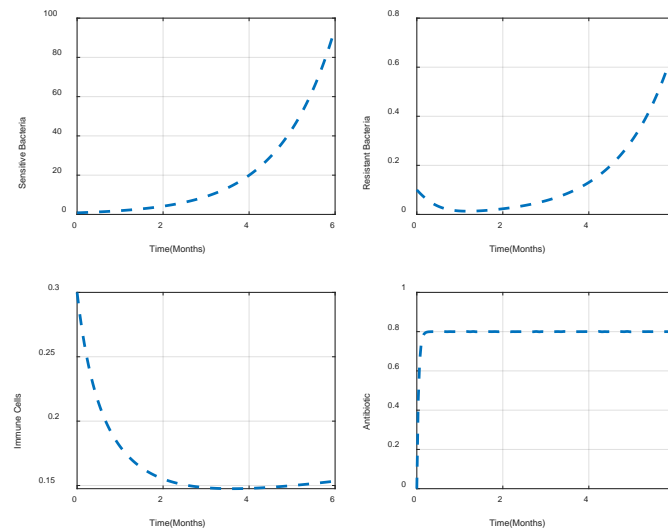 100
80
60
40
20
0
Sensitive Bacteria
0 2 4 6
Time(Months)
0.8
0.6
0.4
0.2
0
Resistant Bacteria
0 2 4
Time(Months)
0.3
0.25
0.2
0.15
Immune Cells
0 2 4 6
Time(Months)
1
0.8
0.6
0.4
0.2
0
Antibiotic
0 2 4
Time(Months)